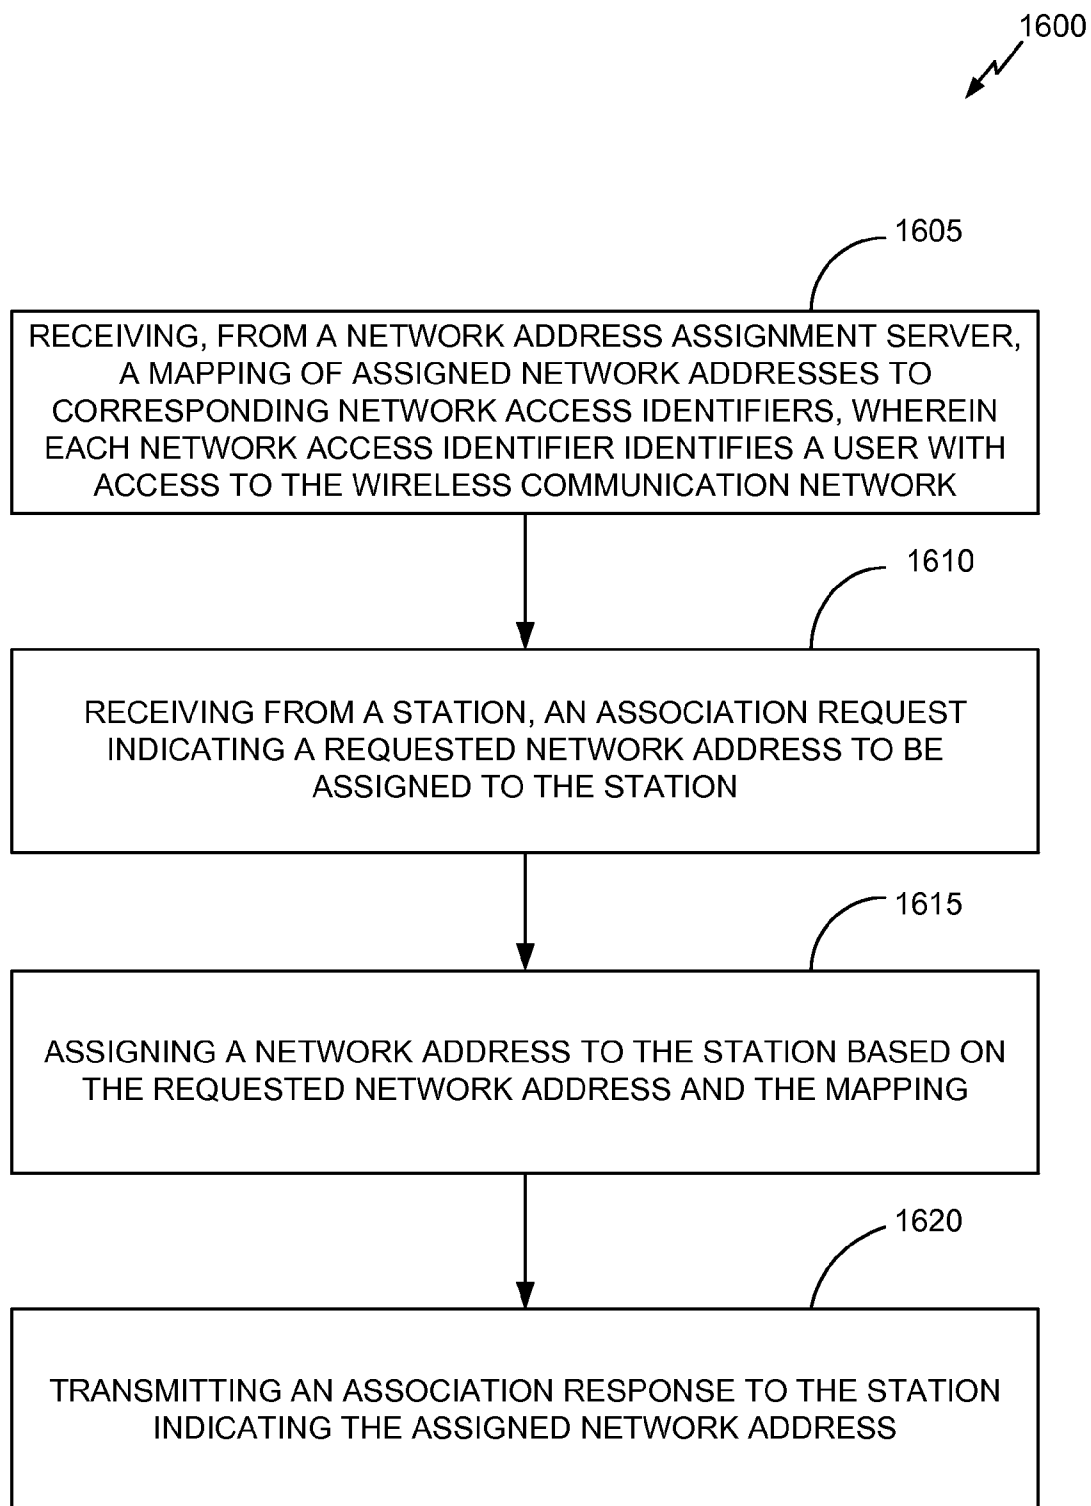 1600
1605
RECEIVING, FROM A NETWORK ADDRESS ASSIGNMENT SERVER,
A MAPPING OF ASSIGNED NETWORK ADDRESSES TO
CORRESPONDING NETWORK ACCESS IDENTIFIERS, WHEREIN
EACH NETWORK ACCESS IDENTIFIER IDENTIFIES A USER WITH
ACCESS TO THE WIRELESS COMMUNICATION NETWORK
1610
RECEIVING FROM A STATION, AN ASSOCIATION REQUEST
INDICATING A REQUESTED NETWORK ADDRESS TO BE
ASSIGNED TO THE STATION
1615
ASSIGNING A NETWORK ADDRESS TO THE STATION BASED ON
THE REQUESTED NETWORK ADDRESS AND THE MAPPING
1620
TRANSMITTING AN ASSOCIATION RESPONSE TO THE STATION
INDICATING THE ASSIGNED NETWORK ADDRESS